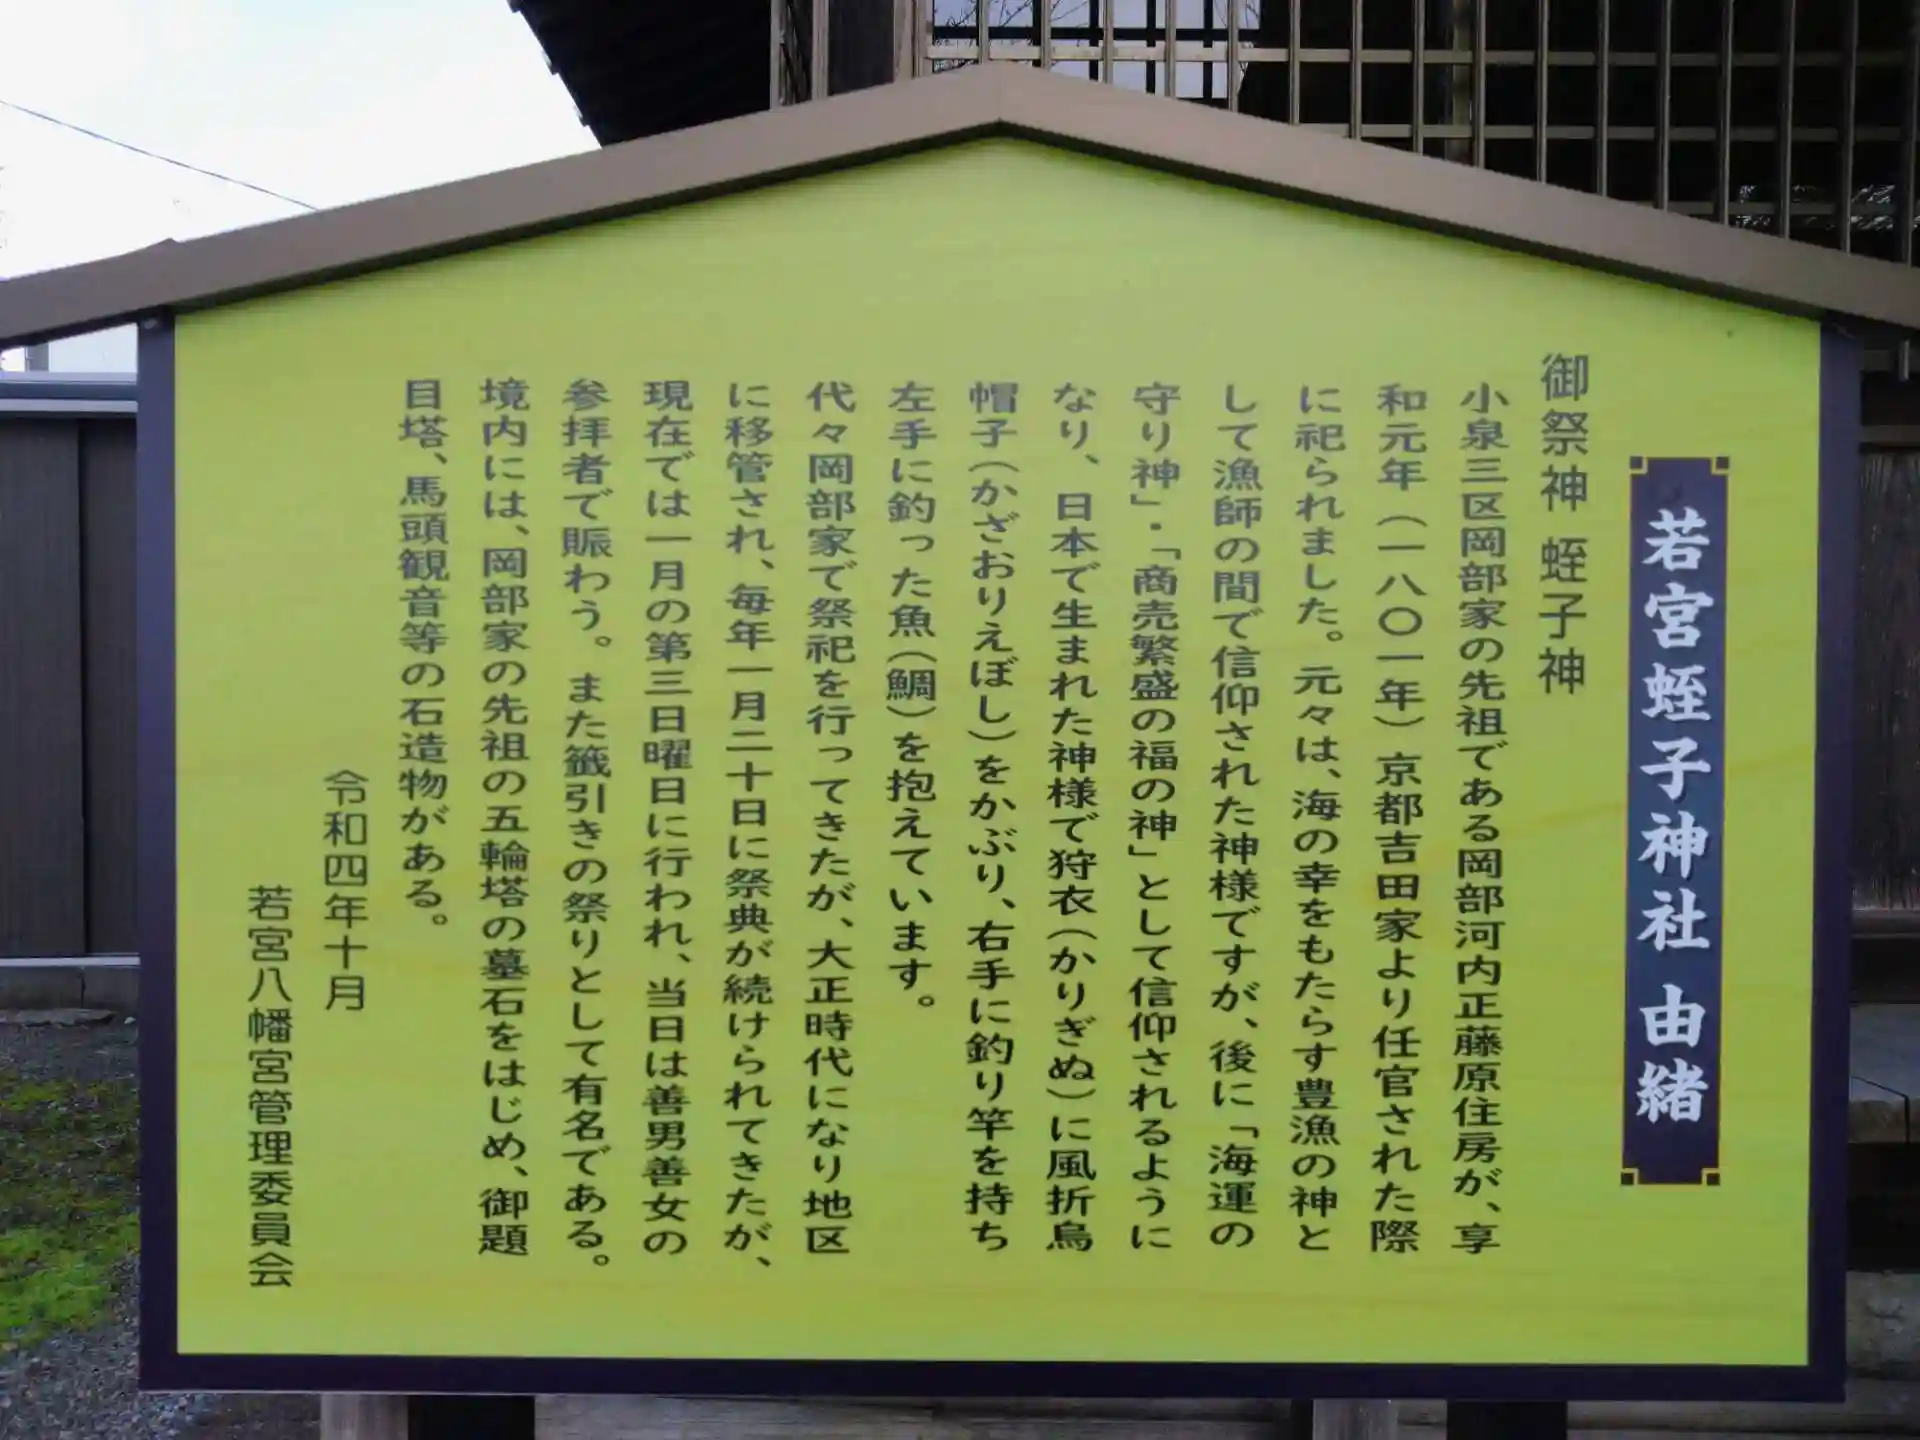 若宮蛭子神社 由緒
御祭神 蛭子神
小泉三区岡部家の先祖である岡部河内正藤原住房が、享
和元年（一八〇一年）京都吉田家より任官された際
に祀られました。元々は、海の幸をもたらす豊漁の神と
して漁師の間で信仰された神様ですが、後に「海運の
守り神」・「商売繁盛の福の神」として信仰されるように
なり、日本で生まれた神様で狩衣（かりぎぬ）に風折烏
帽子（かざおりえぼし）をかぶり、右手に釣り竿を持ち
左手に釣った魚（鯛）を抱えています。
代々岡部家で祭祀を行ってきたが、大正時代になり地区
に移管され、毎年一月二十日に祭典が続けられてきたが、
現在では一月の第三日曜日に行われ、当日は善男善女の
参拝者で賑わう。また籤引きの祭りとして有名である。
境内には、岡部家の先祖の五輪塔の墓石をはじめ、御題
目塔、馬頭観音等の石造物がある。
令和四年十月
若宮八幡宮管理委員会